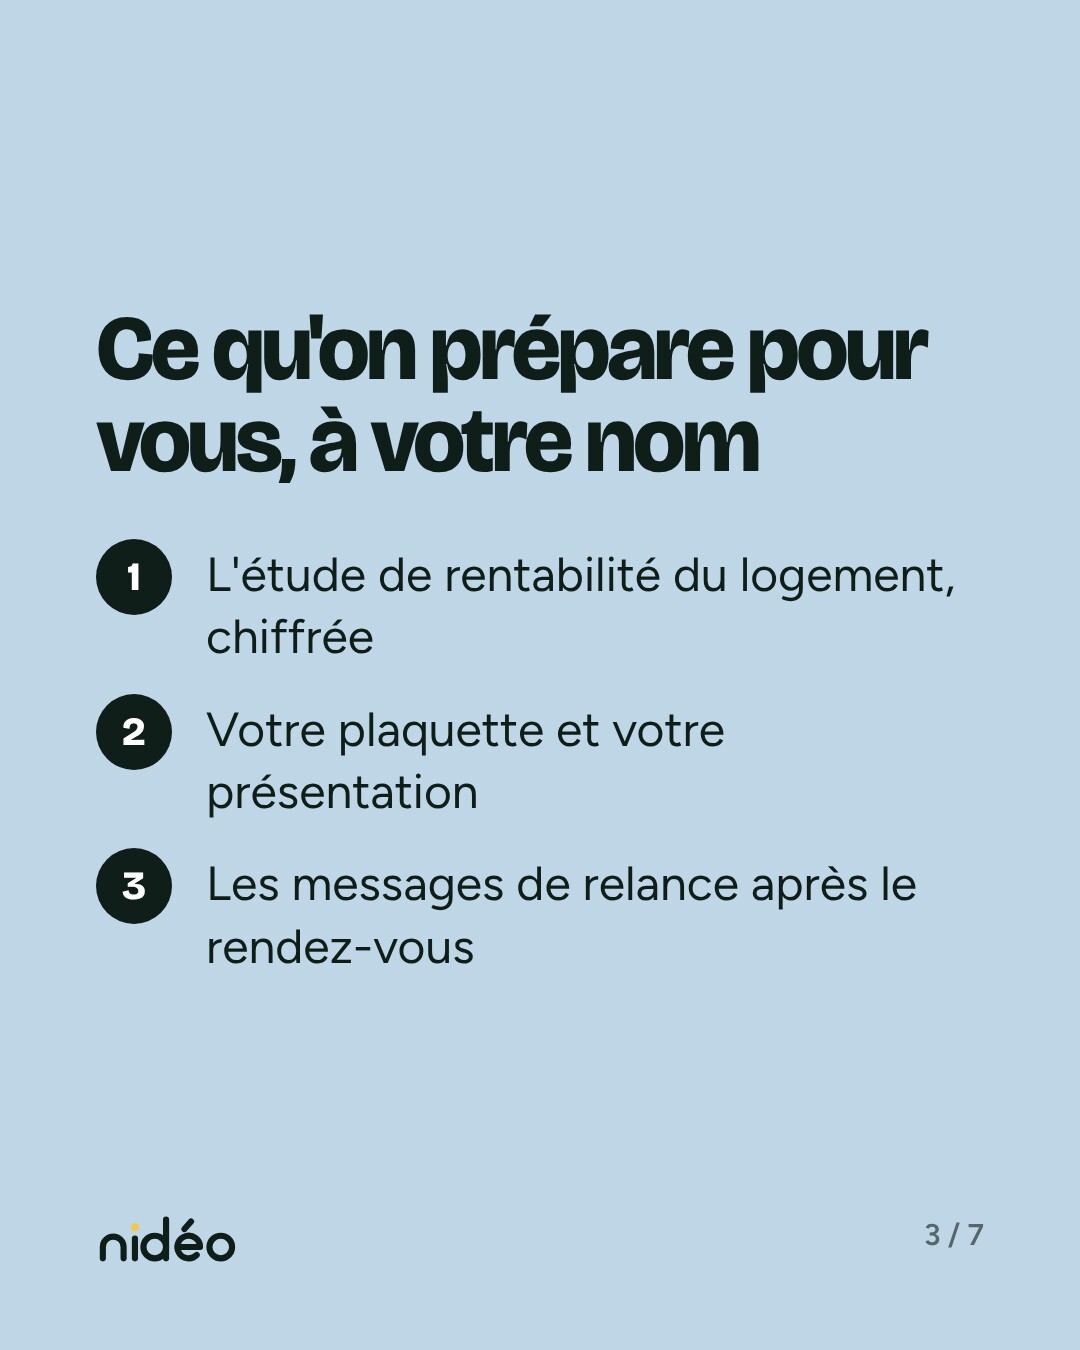 Ce qu'on prépare pour
vous, à votre nom
1 L'étude de rentabilité du logement,
chiffrée
2 Votre plaquette et votre
présentation
3 Les messages de relance après le
rendez-vous
nidéo
3 / 7